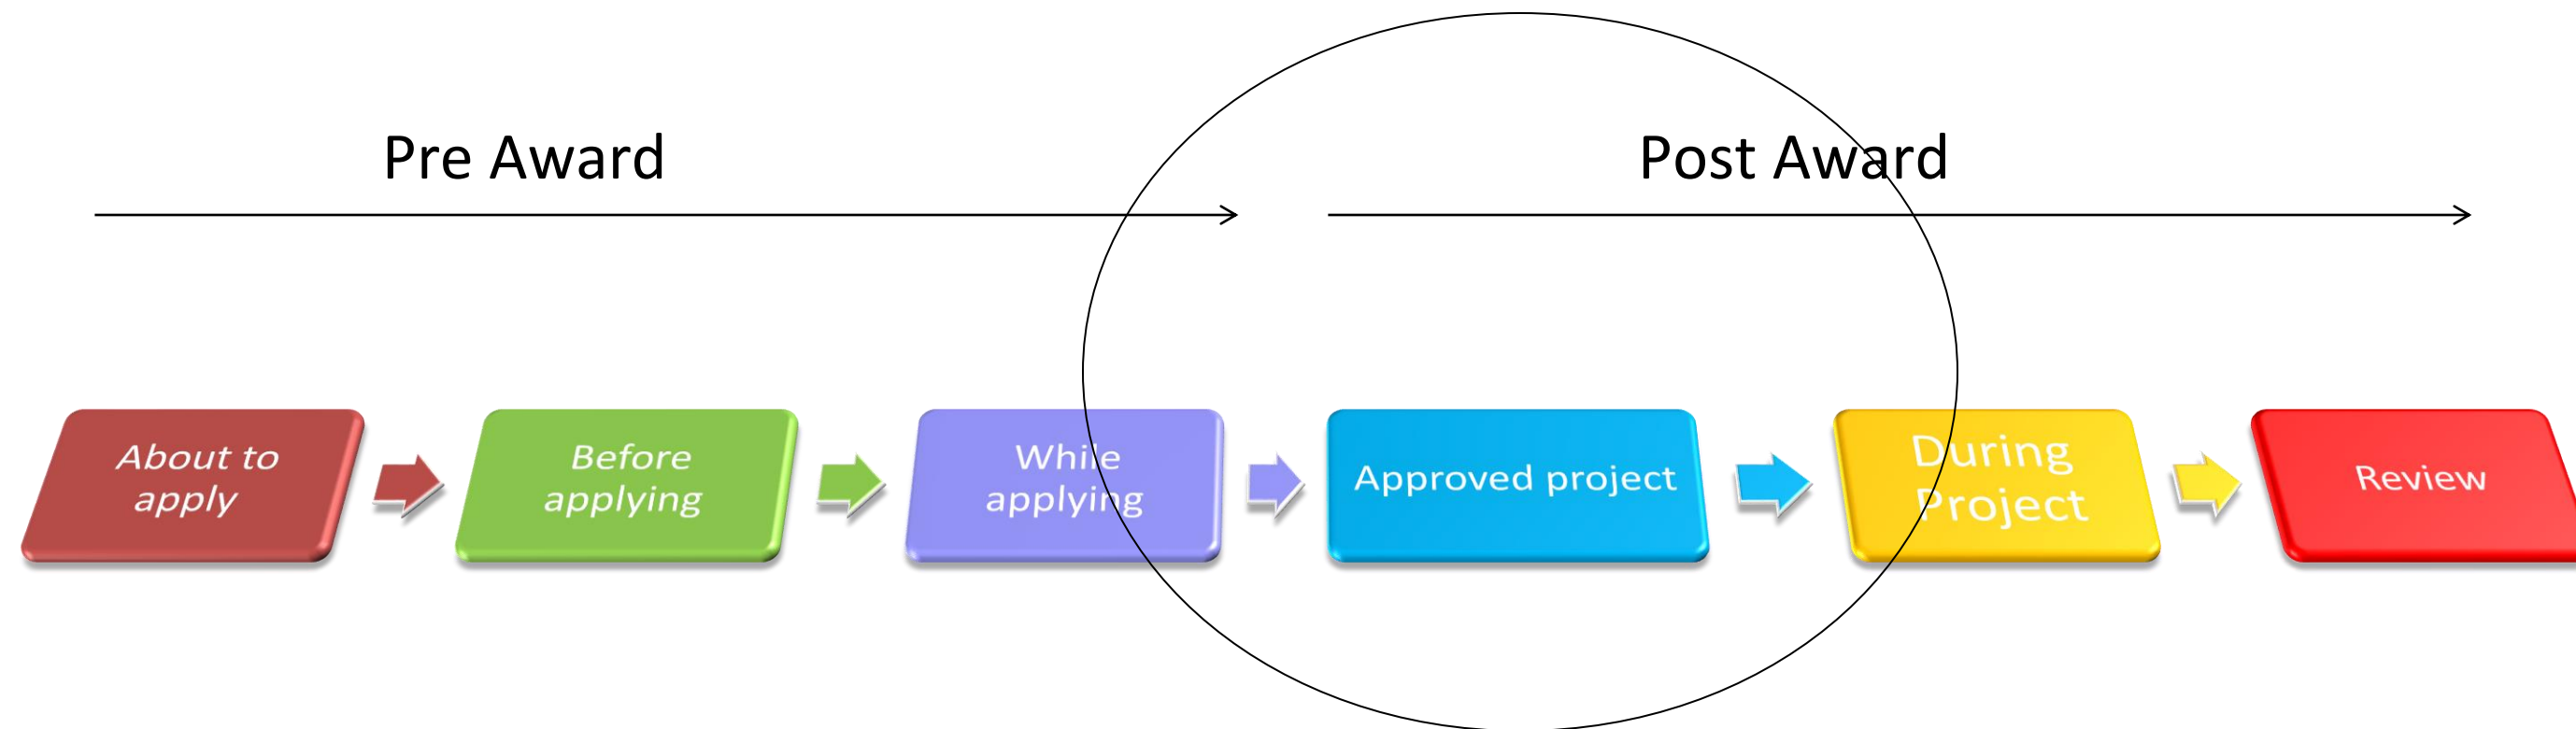 Pre Award
Post Award
About to
apply
Before
applying
While
applying
Approved project
During
Project
Review